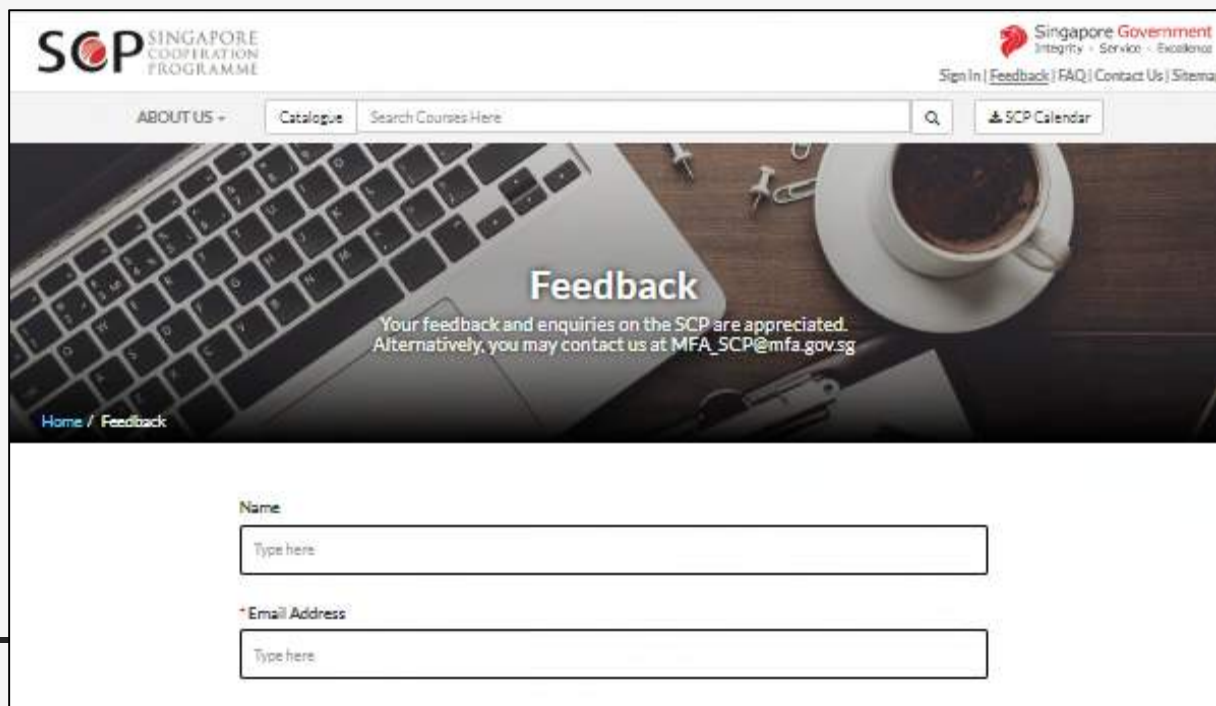 SCP SINGAPORE
COOPERATION
PROGRAMME
Singapore Government
Integrity · Service · Excellence
Sign In | Feedback | FAQ | Contact Us | Sitema
ABOUT US
Catalogue
Search Courses Here
SCP Calendar
Feedback
Your feedback and enquiries on the SCP are appreciated.
Alternatively, you may contact us at MFA_SCP@mfa.gov.sg
Home / Feedback
Name
Type here
*Email Address
Type here